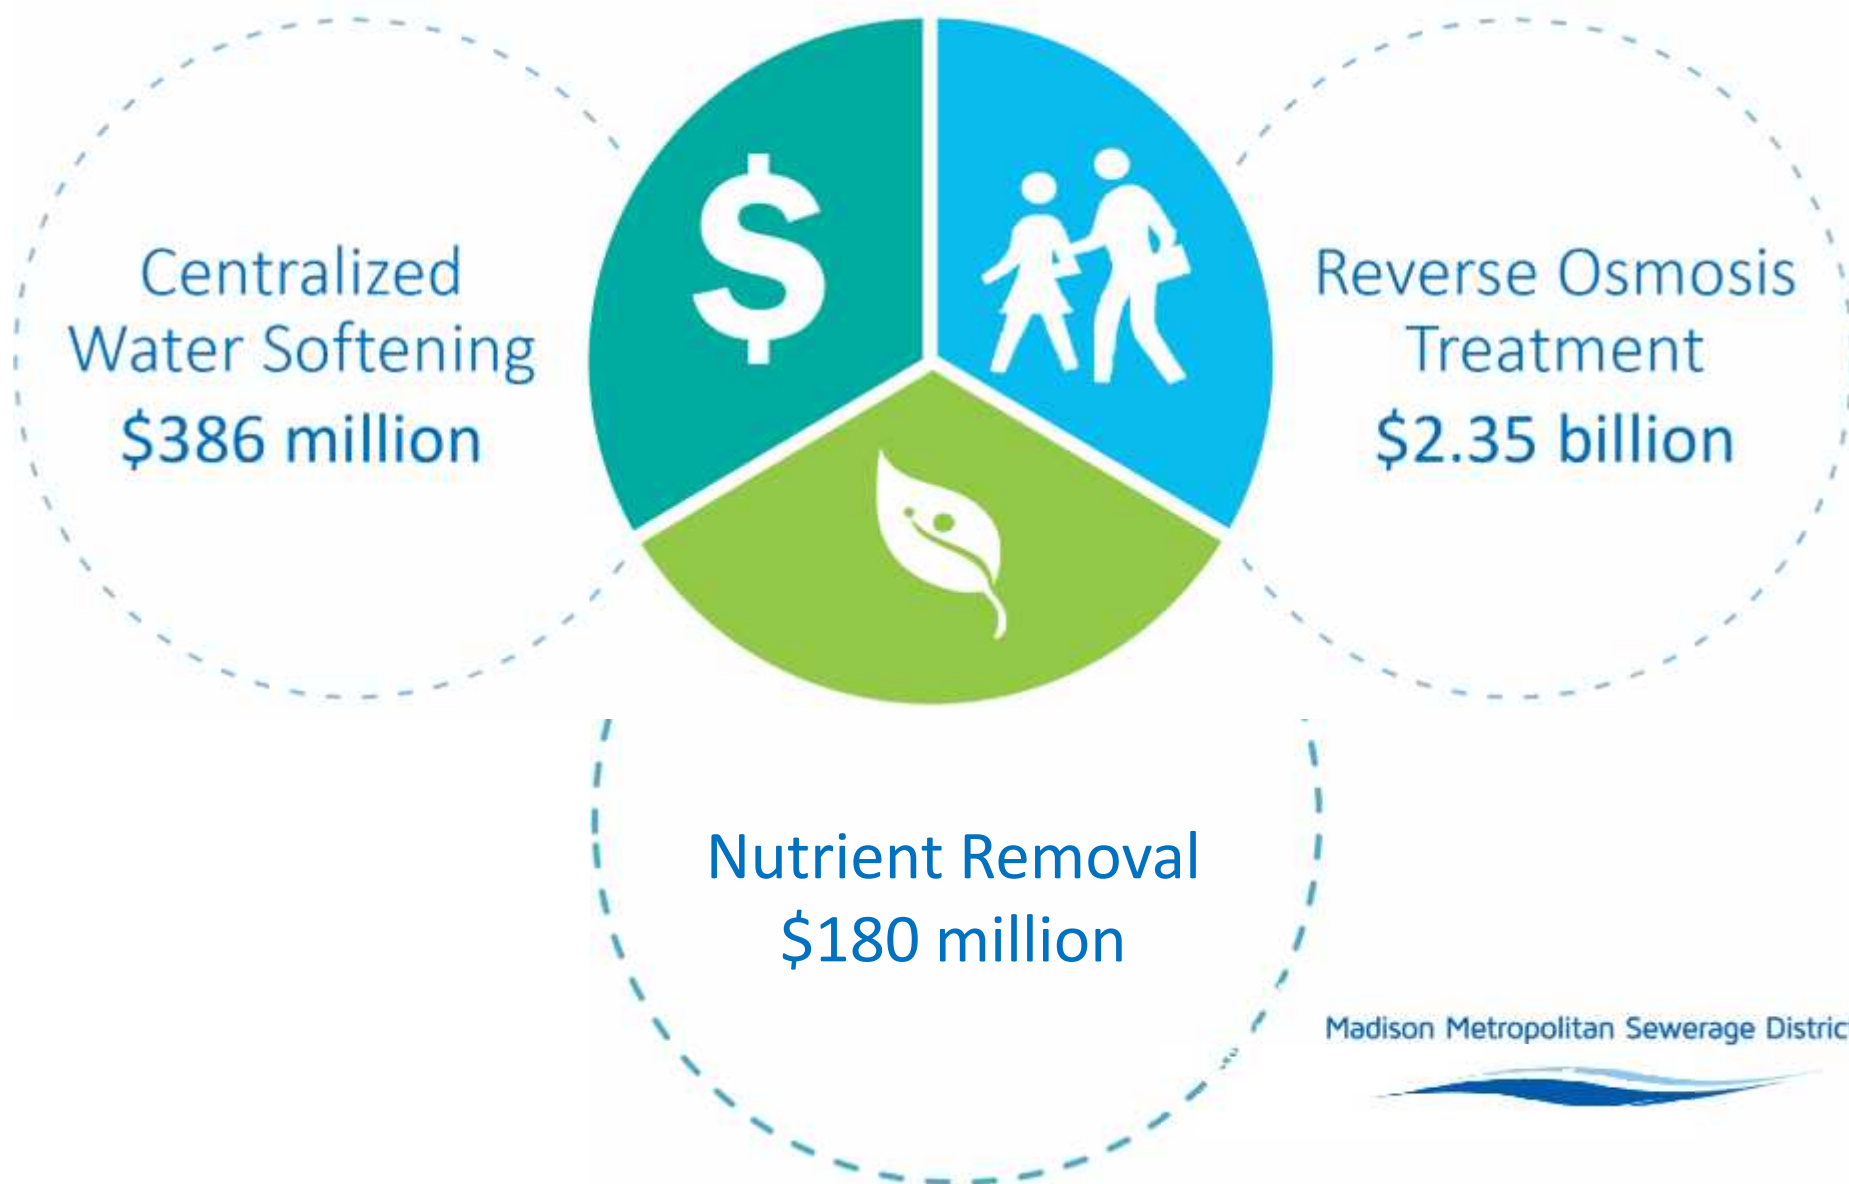 Centralized
Water Softening
$386 million
$
Reverse Osmosis
Treatment
$2.35 billion
Nutrient Removal
$180 million
Madison Metropolitan Sewerage Distric